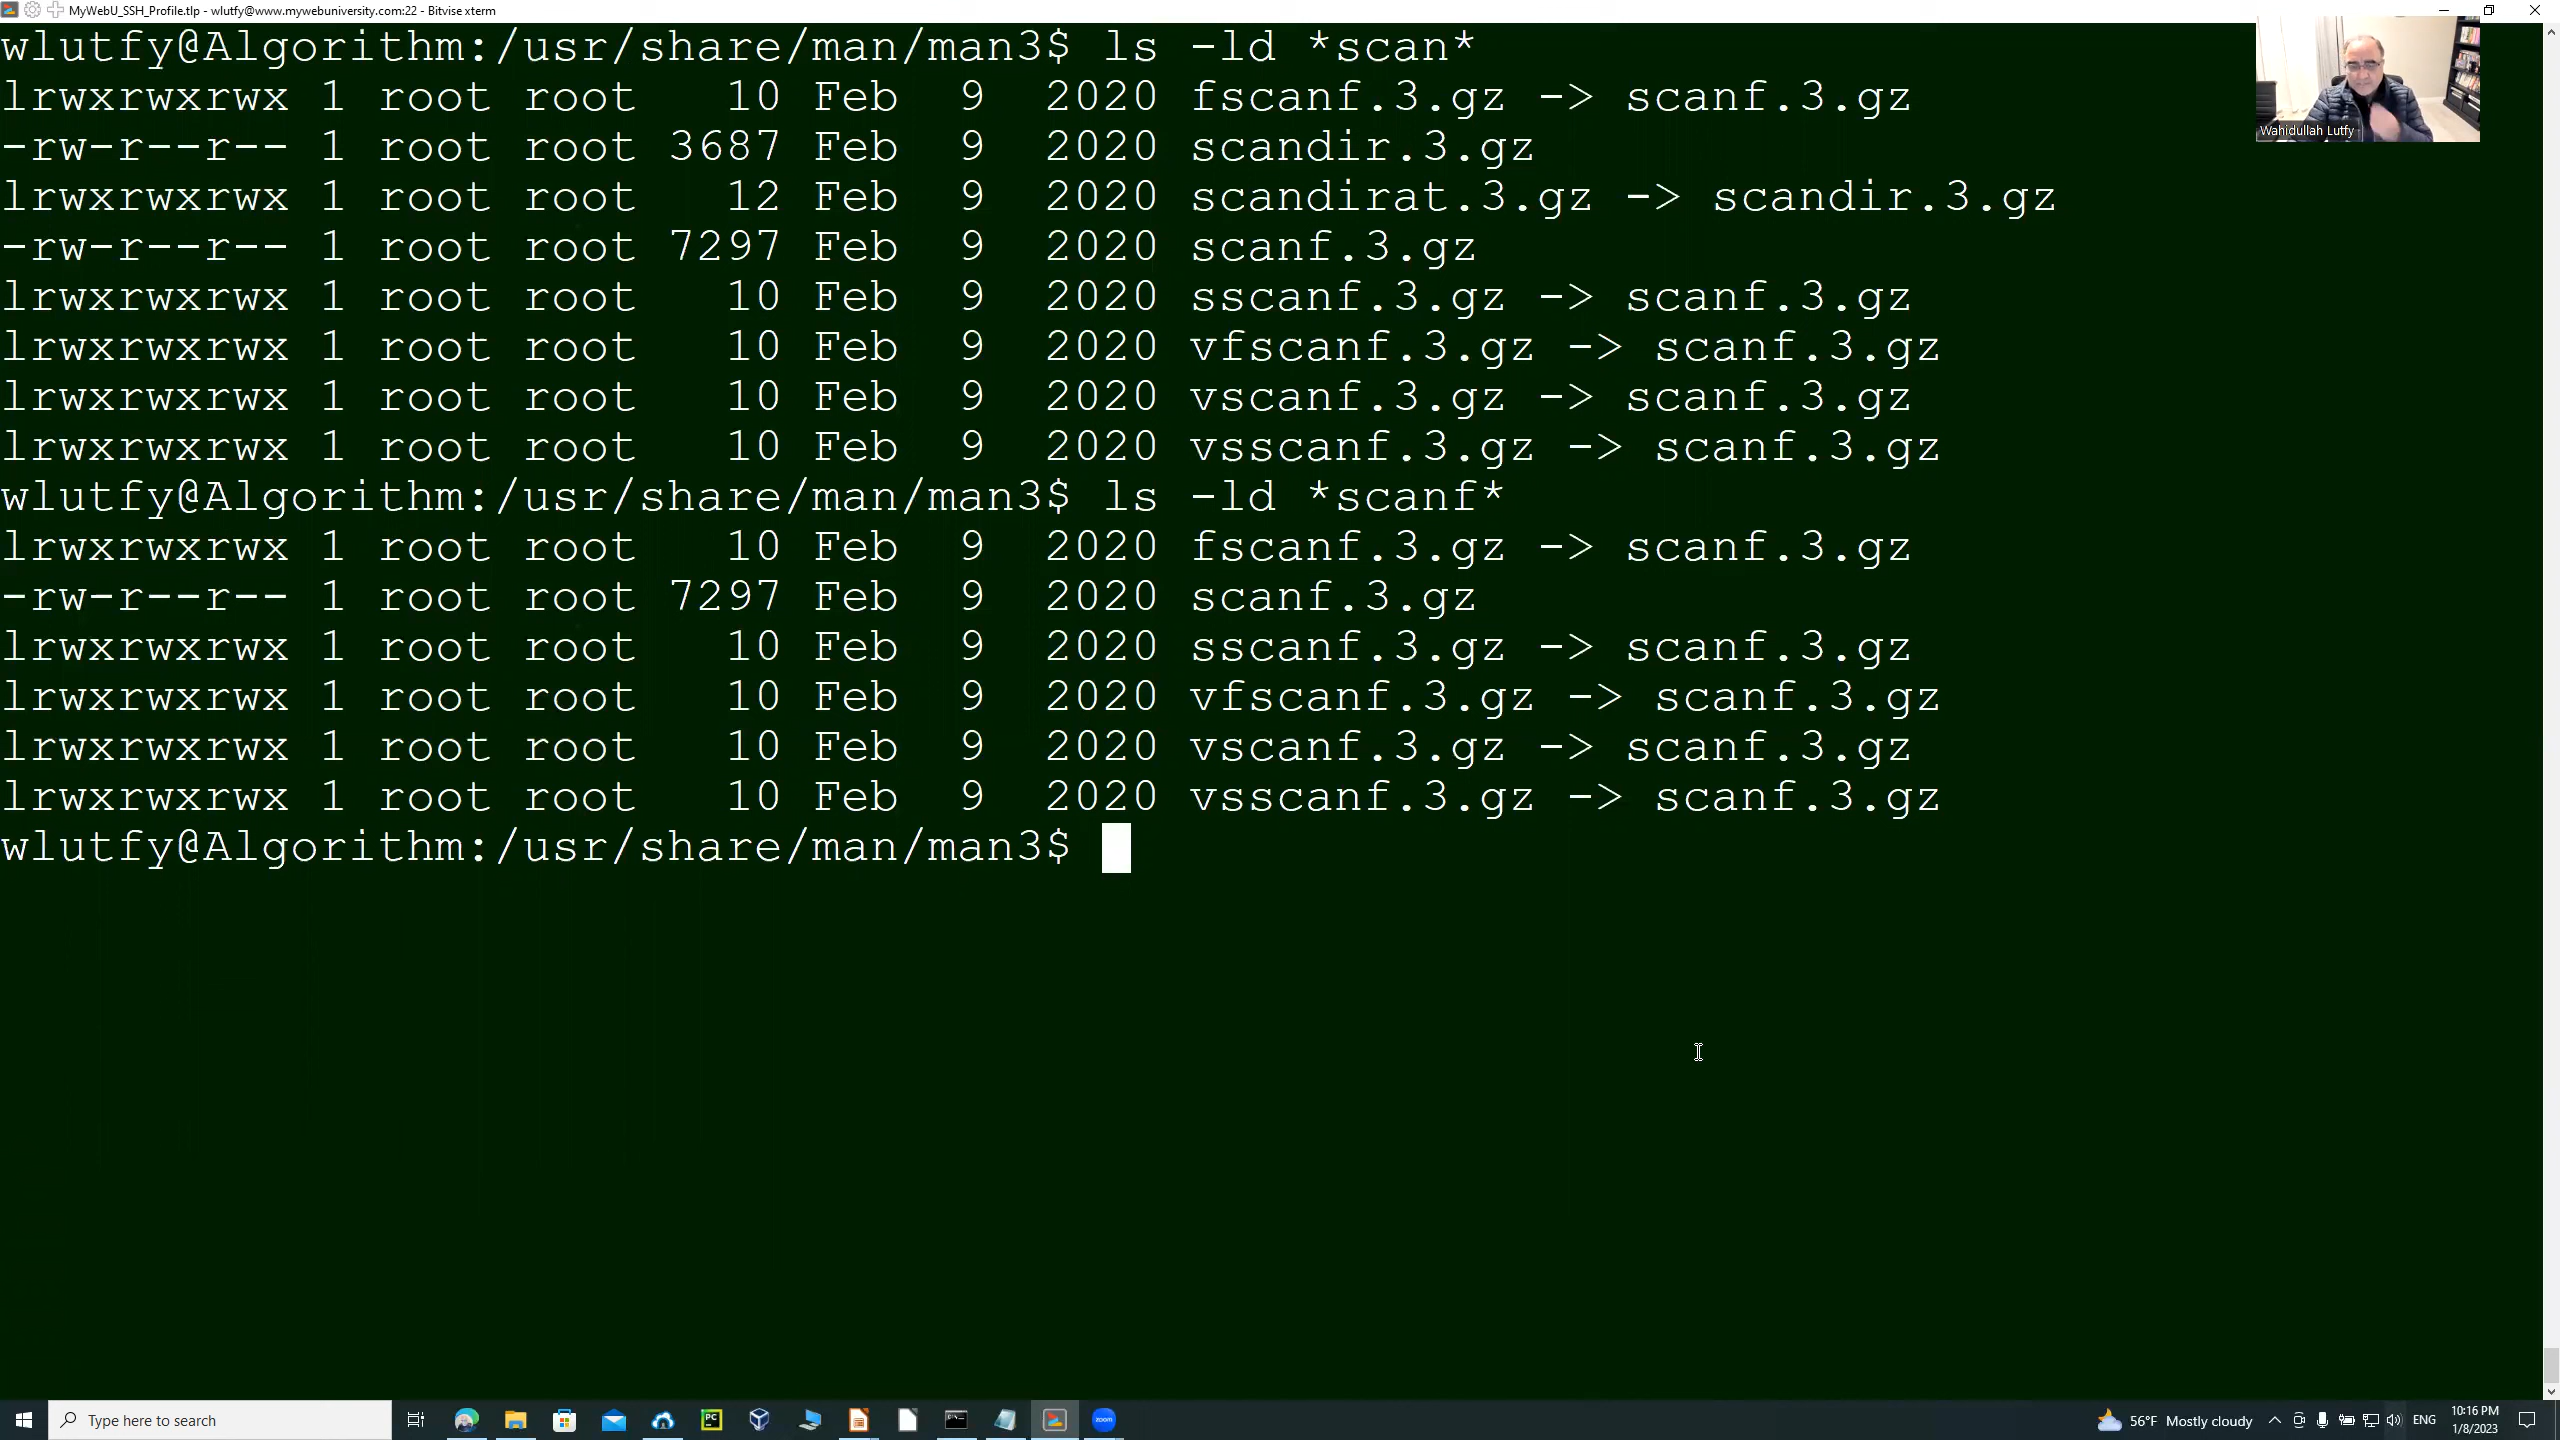 MyWebU_SSH_Profile.tlp - wlutfy@www.mywebuniversity.com:22 - Bitvise xterm
wlutfy@Algorithm:/usr/share/man/man3$ ls -ld *scan*
lrwxrwxrwx 1 root root   10 Feb  9  2020 fscanf.3.gz -> scanf.3.gz
-rw-r--r-- 1 root root 3687 Feb  9  2020 scandir.3.gz
lrwxrwxrwx 1 root root   12 Feb  9  2020 scandirat.3.gz -> scandir.3.gz
-rw-r--r-- 1 root root 7297 Feb  9  2020 scanf.3.gz
lrwxrwxrwx 1 root root   10 Feb  9  2020 sscanf.3.gz -> scanf.3.gz
lrwxrwxrwx 1 root root   10 Feb  9  2020 vfscanf.3.gz -> scanf.3.gz
lrwxrwxrwx 1 root root   10 Feb  9  2020 vscanf.3.gz -> scanf.3.gz
lrwxrwxrwx 1 root root   10 Feb  9  2020 vsscanf.3.gz -> scanf.3.gz
wlutfy@Algorithm:/usr/share/man/man3$ ls -ld *scanf*
lrwxrwxrwx 1 root root   10 Feb  9  2020 fscanf.3.gz -> scanf.3.gz
-rw-r--r-- 1 root root 7297 Feb  9  2020 scanf.3.gz
lrwxrwxrwx 1 root root   10 Feb  9  2020 sscanf.3.gz -> scanf.3.gz
lrwxrwxrwx 1 root root   10 Feb  9  2020 vfscanf.3.gz -> scanf.3.gz
lrwxrwxrwx 1 root root   10 Feb  9  2020 vscanf.3.gz -> scanf.3.gz
lrwxrwxrwx 1 root root   10 Feb  9  2020 vsscanf.3.gz -> scanf.3.gz
wlutfy@Algorithm:/usr/share/man/man3$
Wahidullah Lutfy
Type here to search
PC
zoom
56°F Mostly cloudy
ENG
10:16 PM
1/8/2023